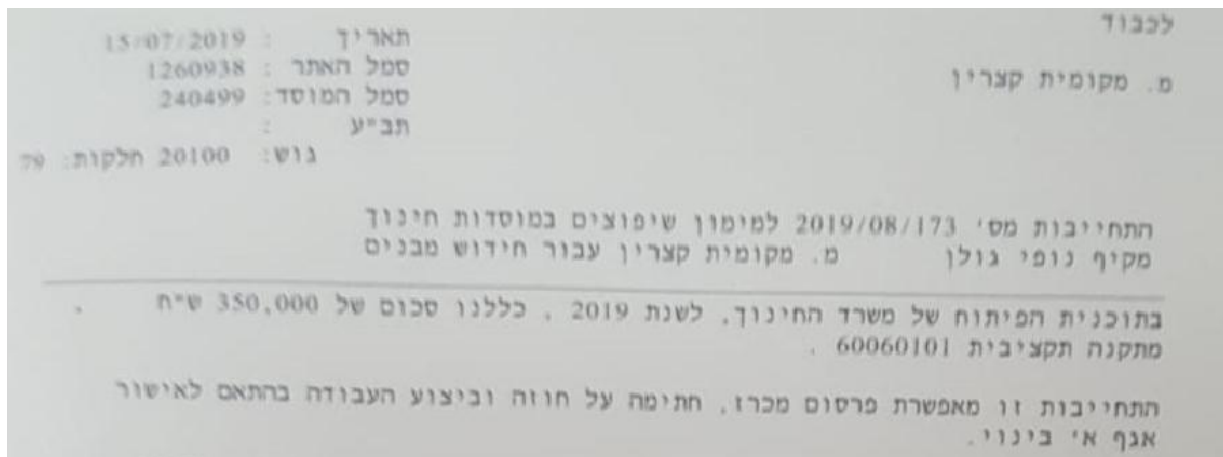 לכבוד
תאריך : 15/07/2019
מ. מקומית קצרין
סמל האתר : 1260938
סמל המוסד: 240499
תב"ע :
גוש: 20100 חלקות: 79
התחייבות מס' 2019/08/173 למימון שיפוצים במוסדות חינוך
מקיף נופי גולן מ. מקומית קצרין עבור חידוש מבנים
בתוכנית הפיתוח של משרד החינוך, לשנת 2019 , כללנו סכום של 350,000 ש"ח .
מתקנה תקציבית 60060101 .
התחייבות זו מאפשרת פרסום מכרז, חתימה על חוזה וביצוע העבודה בהתאם לאישור
אגף א' בינוי.